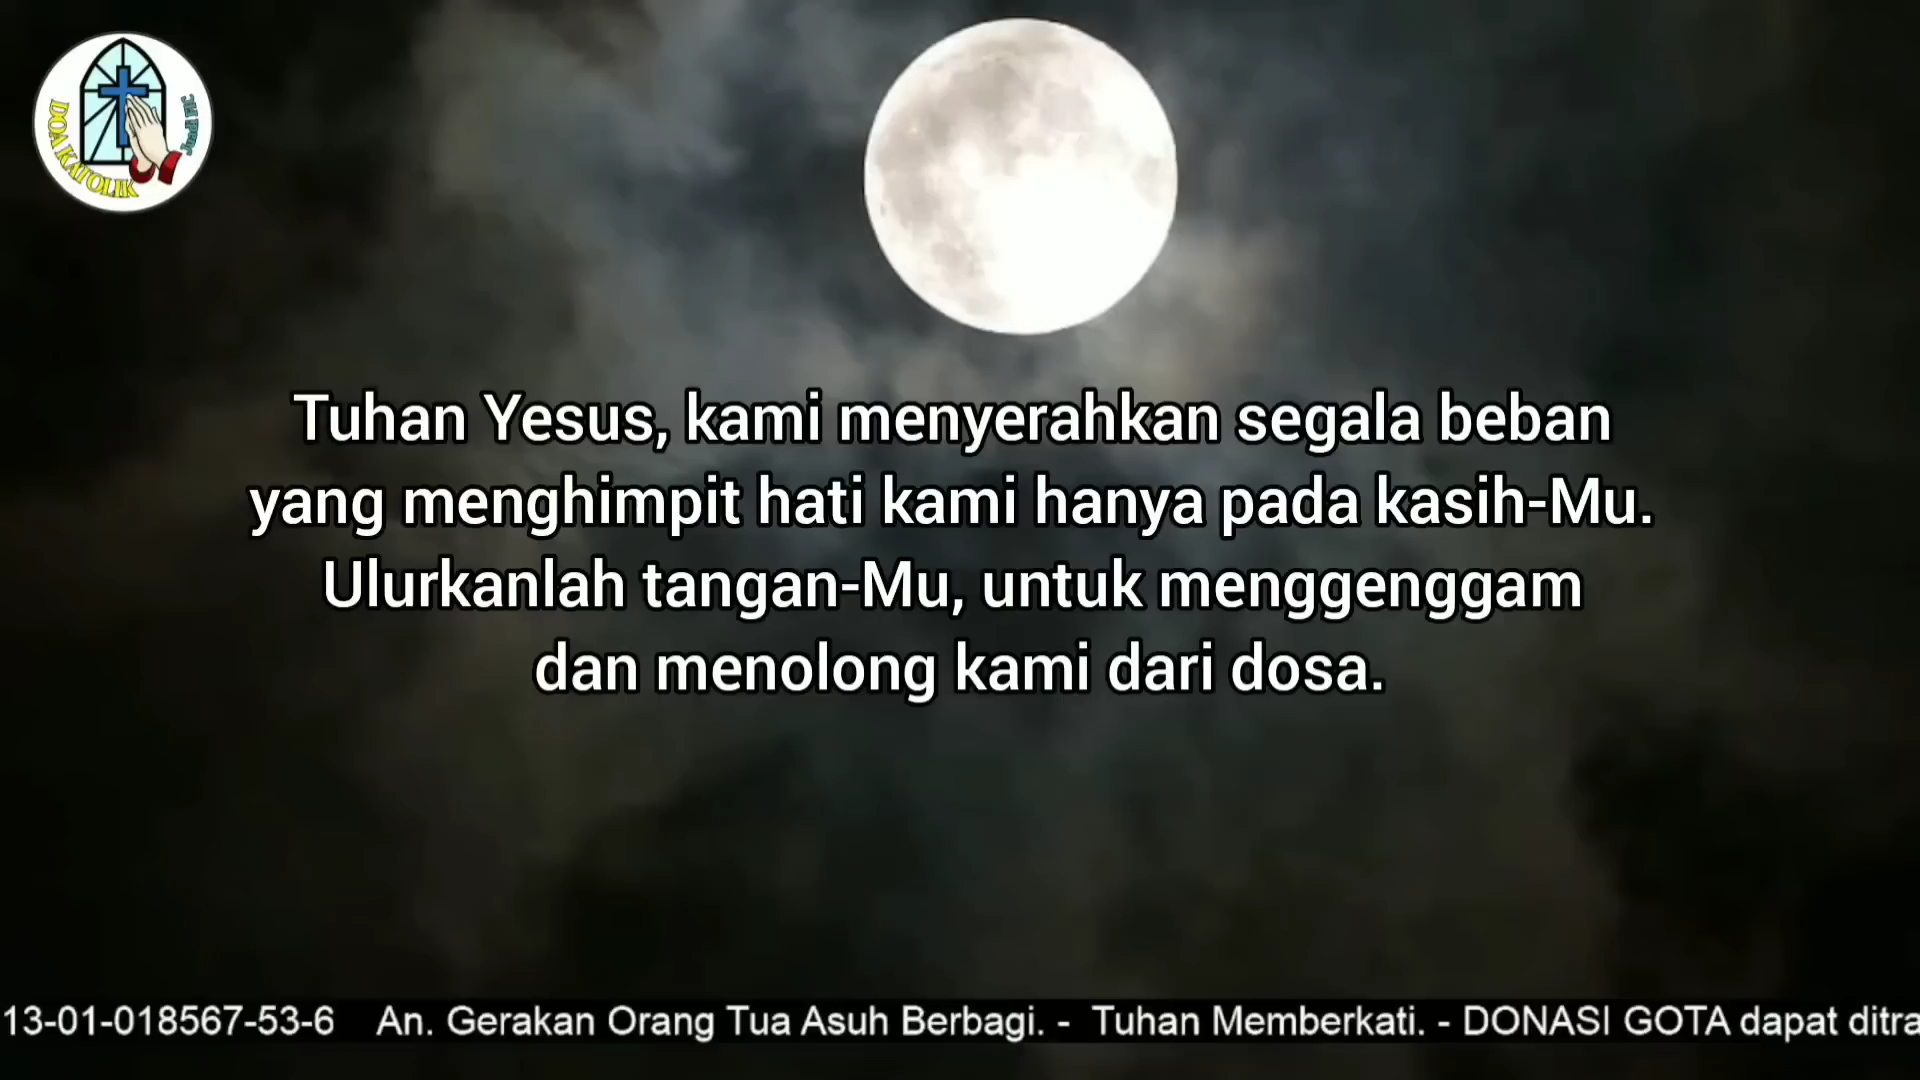 DOA KATOLIK
Tuhan Yesus, kami menyerahkan segala beban
yang menghimpit hati kami hanya pada kasih-Mu.
Ulurkanlah tangan-Mu, untuk menggenggam
dan menolong kami dari dosa.
13-01-018567-53-6 An. Gerakan Orang Tua Asuh Berbagi. - Tuhan Memberkati. - DONASI GOTA dapat ditra